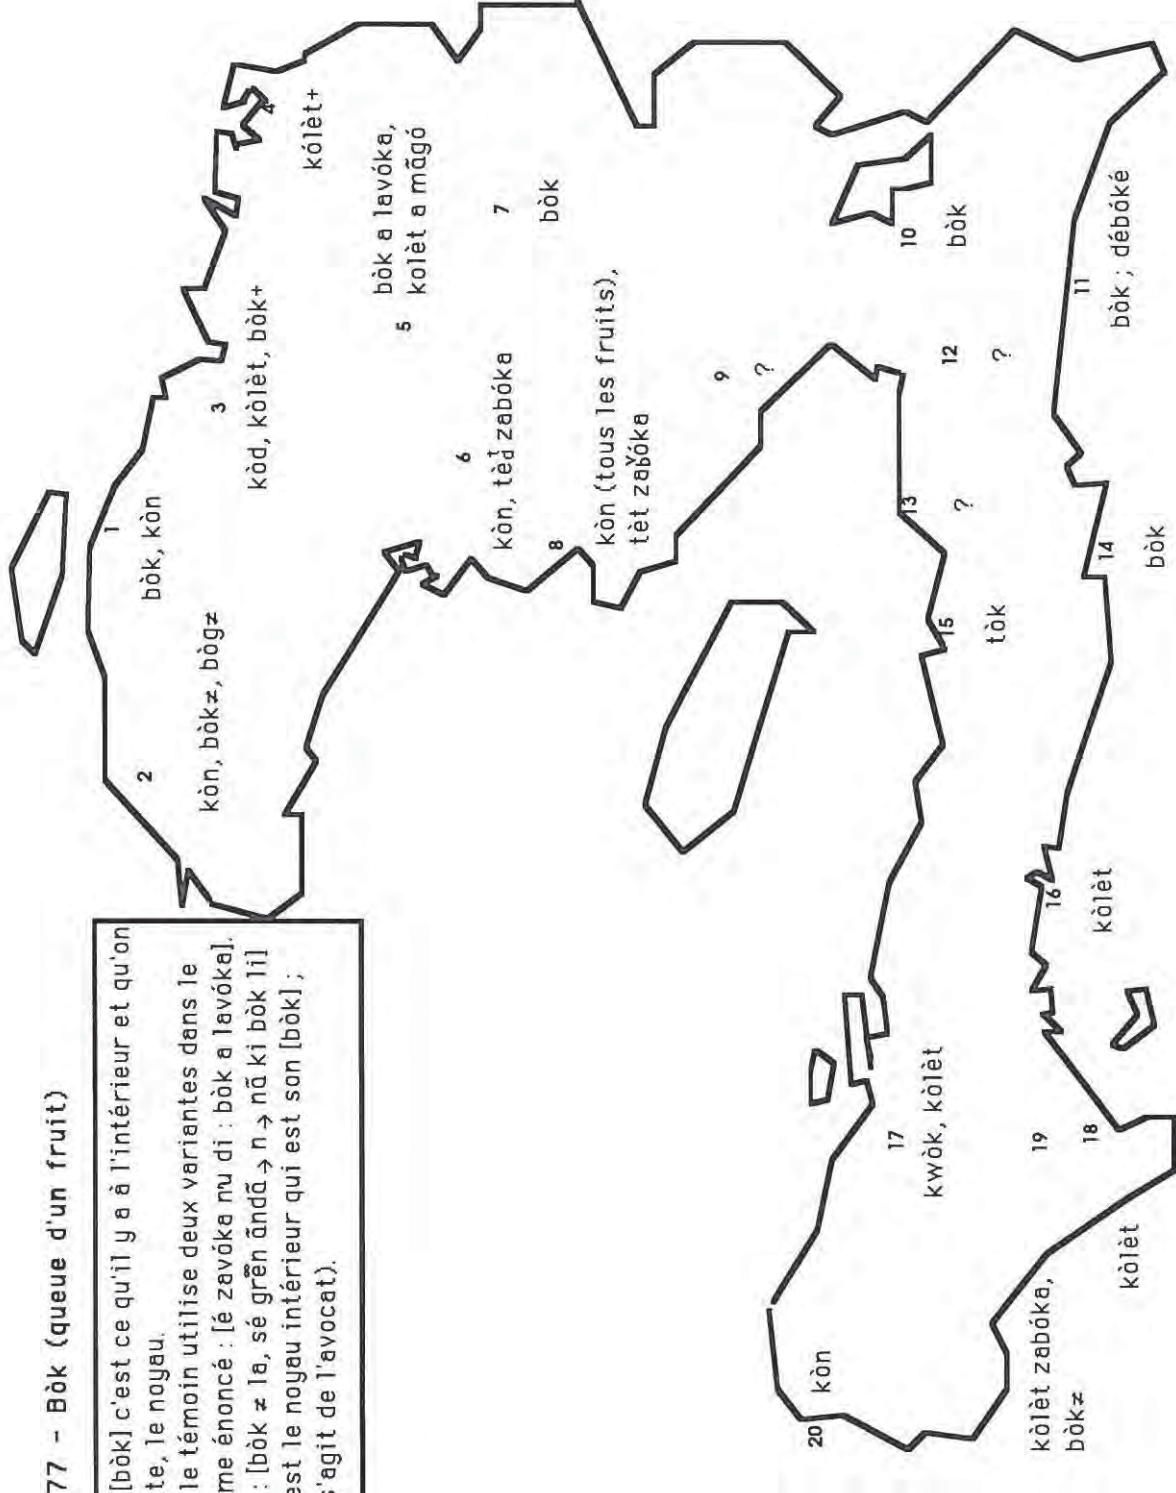 77 – Bòk (queue d'un fruit)
[bòk] c'est ce qu'il y a à l'intérieur et qu'on
te, le noyau.
le témoin utilise deux variantes dans le
me énoncé : [é zavóka nu di : bòk a lavóka].
: [bòk ≠ la, sé grẽn ãndã → n → nã ki bòk li]
est le noyau intérieur qui est son [bòk] ;
s'agit de l'avocat).
1
bòk, kòn
2
kòn, bòk≠, bòg≠
3
kòd, kòlèt, bòk+
4
kólèt+
5
bòk a lavóka,
kolèt a mãgó
6
kòn, zabóka
7
bòk
8
kòn (tous les fruits),
tèt
9
?
10
bòk
11
bòk ; débóké
12
?
13
?
14
bòk
15
tòk
16
kòlèt
17
kwòk, kòlèt
18
kòlèt
19
kòlèt zabóka,
bòk≠
20
kòn